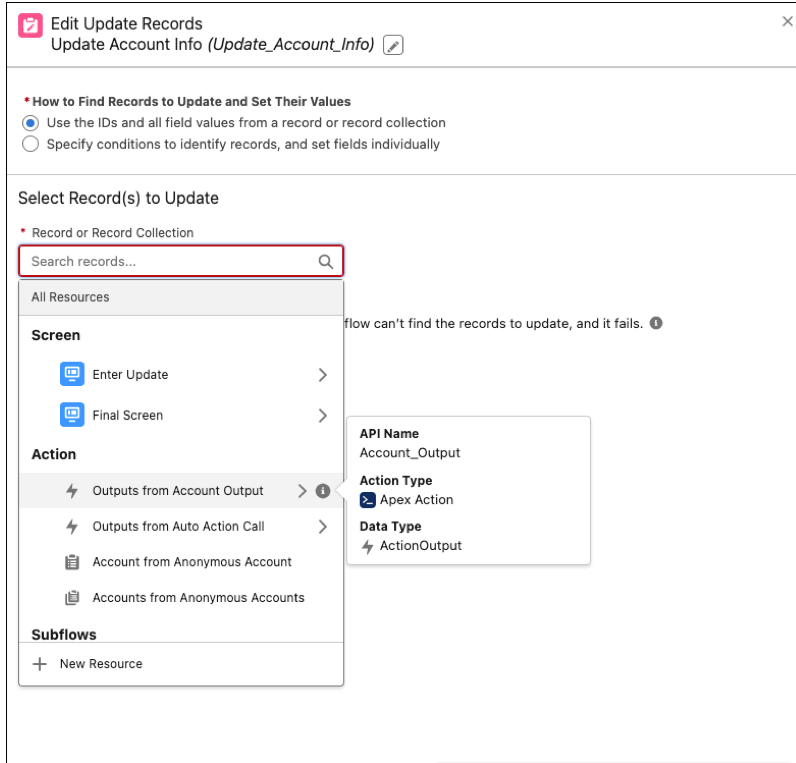 Edit Update Records
Update Account Info (Update_Account_Info)
* How to Find Records to Update and Set Their Values
Use the IDs and all field values from a record or record collection
Specify conditions to identify records, and set fields individually
Select Record(s) to Update
* Record or Record Collection
Search records...
All Resources
flow can't find the records to update, and it fails.
Screen
Enter Update
Final Screen
Action
Outputs from Account Output
Outputs from Auto Action Call
Account from Anonymous Account
Accounts from Anonymous Accounts
Subflows
New Resource
API Name
Account_Output
Action Type
Apex Action
Data Type
ActionOutput